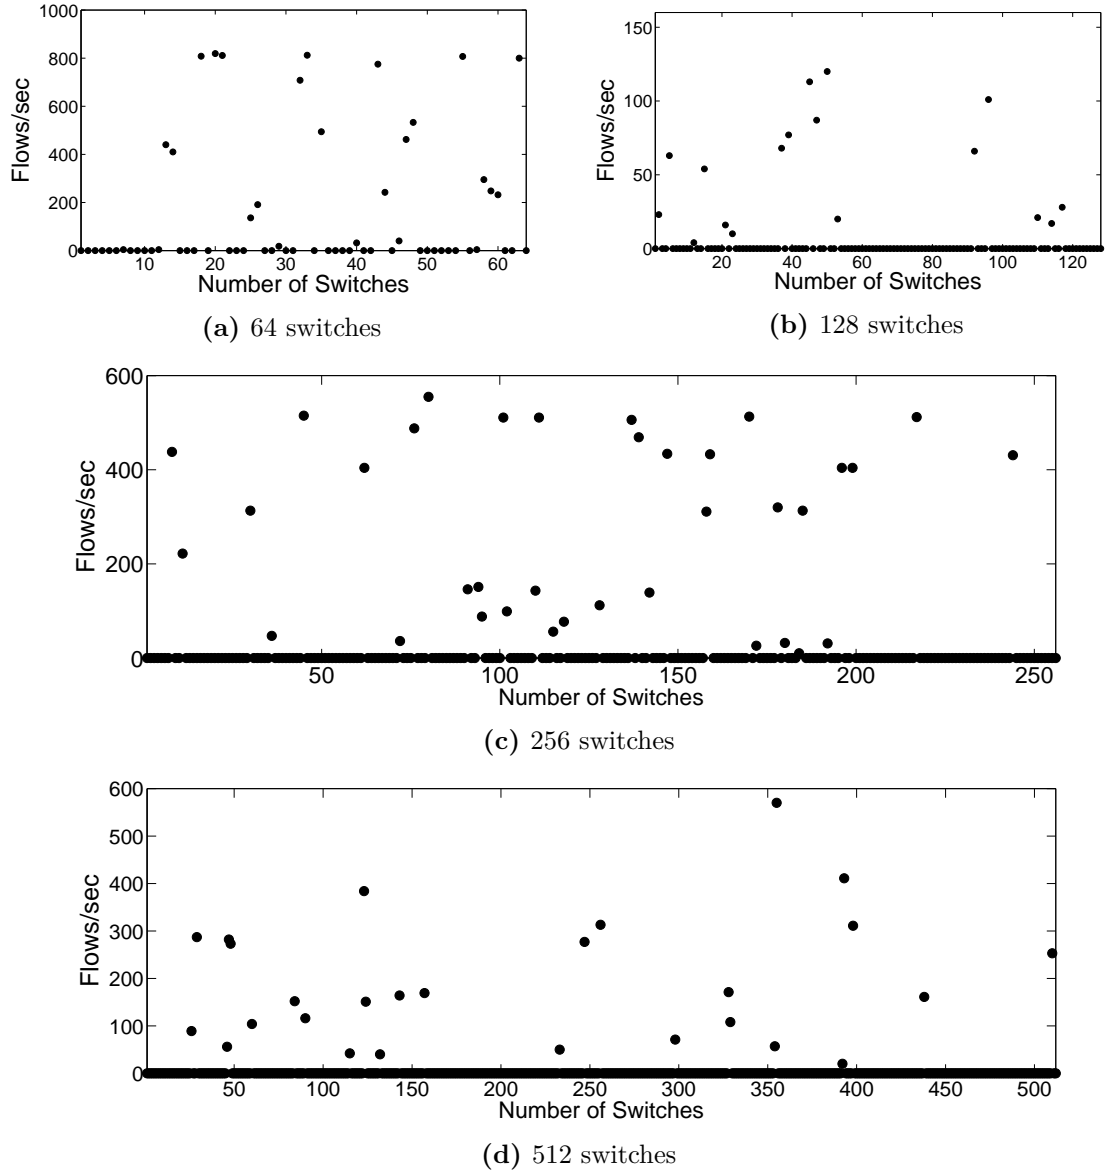 1000
800
600
400
200
0
Flows/sec
10 20 30 40 50 60
Number of Switches
(a) 64 switches
150
100
50
0
Flows/sec
20 40 60 80 100 120
Number of Switches
(b) 128 switches
600
400
200
0
Flows/sec
50 100 150 200 250
Number of Switches
(c) 256 switches
600
500
400
300
200
100
0
Flows/sec
50 100 150 200 250 300 350 400 450 500
Number of Switches
(d) 512 switches